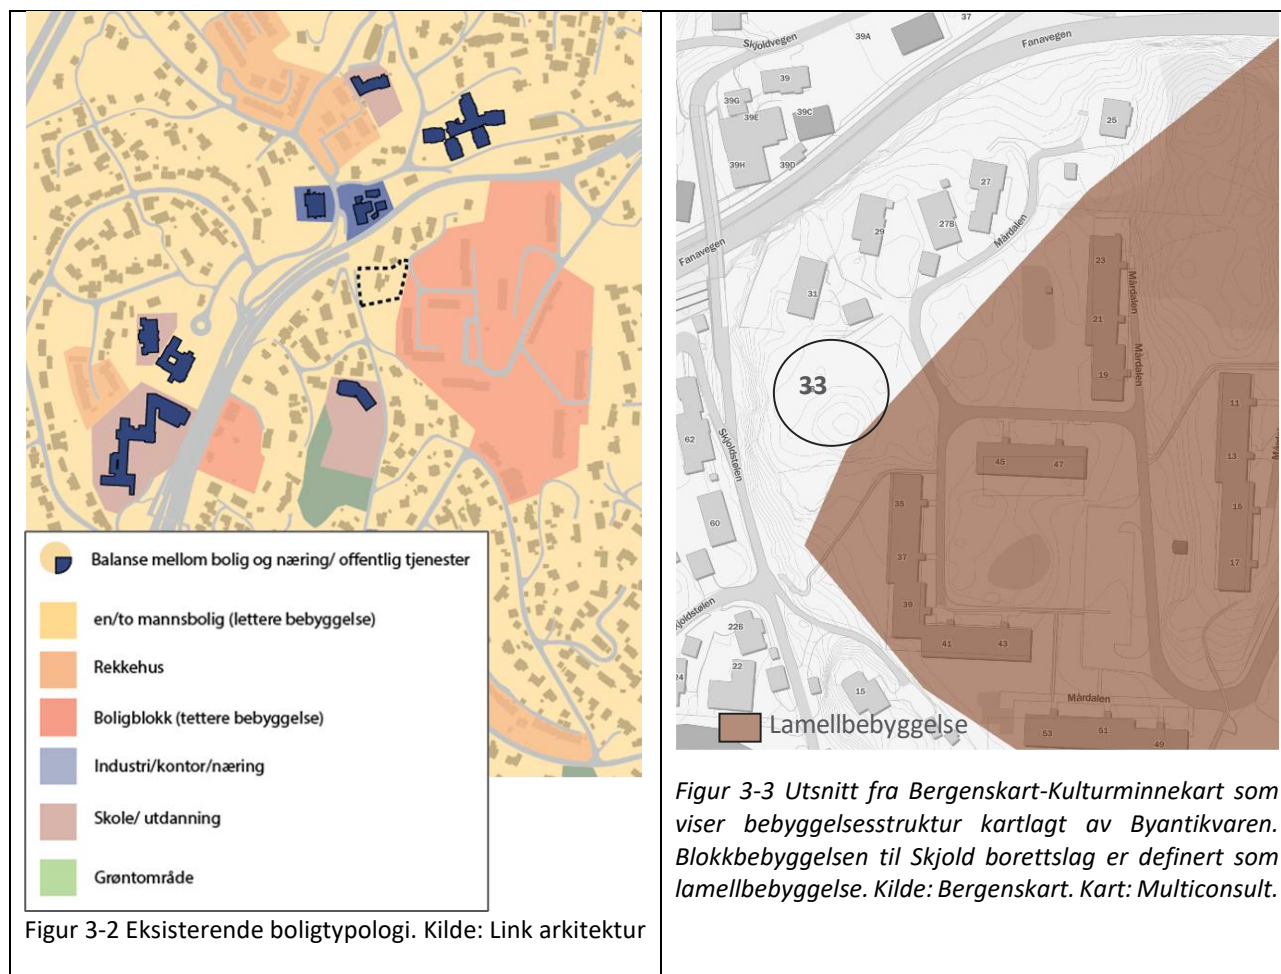 Balanse mellom bolig og næring/ offentlig tjenester
en/to mannsbolig (lettere bebyggelse)
Rekkehus
Boligblokk (tettere bebyggelse)
Industri/kontor/næring
Skole/ utdanning
Grøntområde
Figur 3-2 Eksisterende boligtypologi. Kilde: Link arkitektur
37
39A
Skjoldvegen
Fanavegen
39
39G
39E
39C
39H
39D
25
27
27B
29
Mårdalen
Fanavegen
31
23
Mårdalen
21
19
Mårdalen
33
11
62
Skjoldstølen
45
47
13
35
15
60
37
17
39
22B
41
43
22
24
15
Mårdalen
53
51
49
Lamellbebyggelse
Figur 3-3 Utsnitt fra Bergenskart-Kulturminnekart som
viser bebyggelsesstruktur kartlagt av Byantikvaren.
Blokkbebyggelsen til Skjold borettslag er definert som
lamellbebyggelse. Kilde: Bergenskart. Kart: Multiconsult.